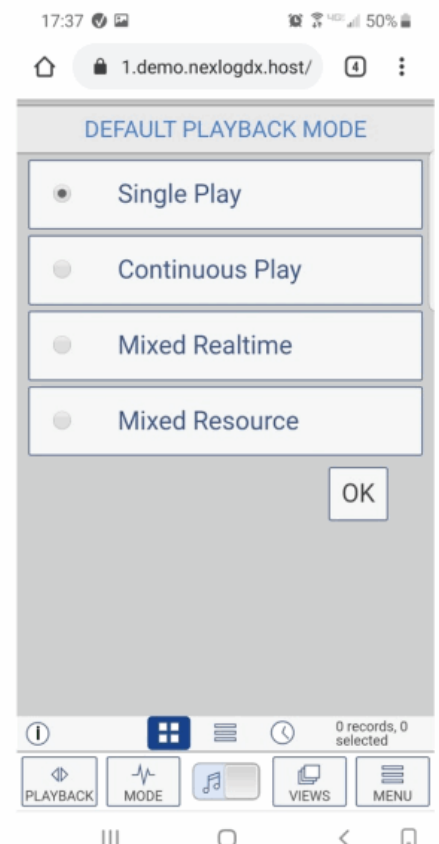 17:37
50%
1.demo.nexlogdx.host/
4
DEFAULT PLAYBACK MODE
Single Play
Continuous Play
Mixed Realtime
Mixed Resource
OK
i
0 records, 0
selected
PLAYBACK
MODE
VIEWS
MENU